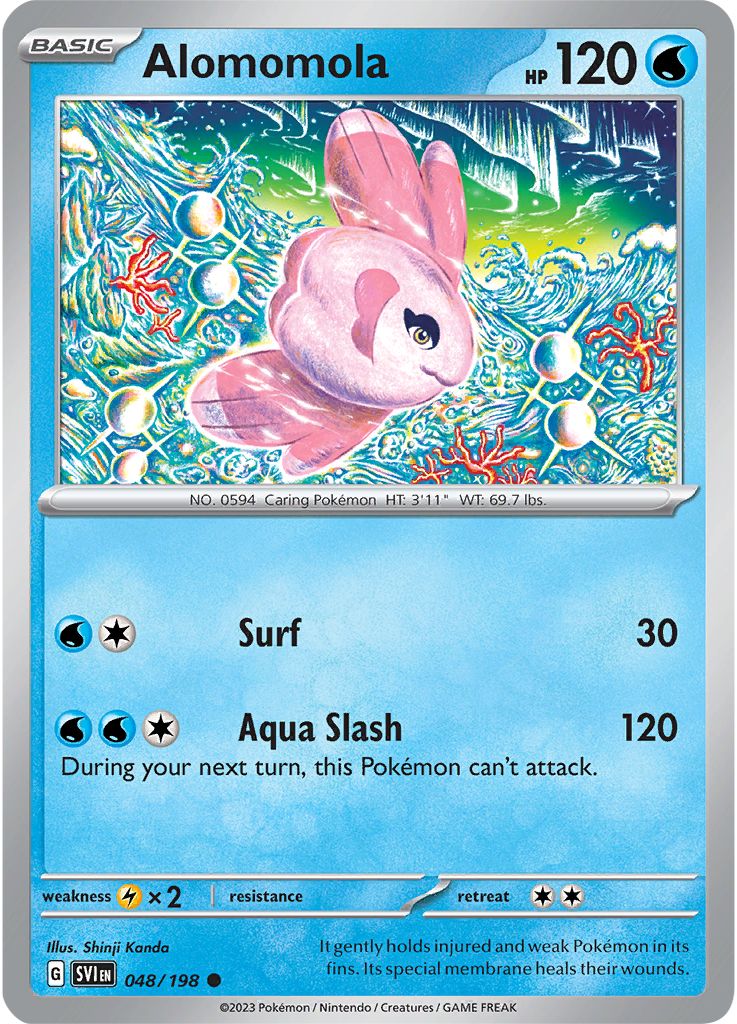 BASIC
Alomomola
HP 120
NO. 0594 Caring Pokémon HT: 3'11" WT: 69.7 lbs.
Surf 30
Aqua Slash 120
During your next turn, this Pokémon can't attack.
weakness ×2 resistance retreat
Illus. Shinji Kanda
It gently holds injured and weak Pokémon in its
fins. Its special membrane heals their wounds.
G SVI EN 048/198
©2023 Pokémon / Nintendo / Creatures / GAME FREAK